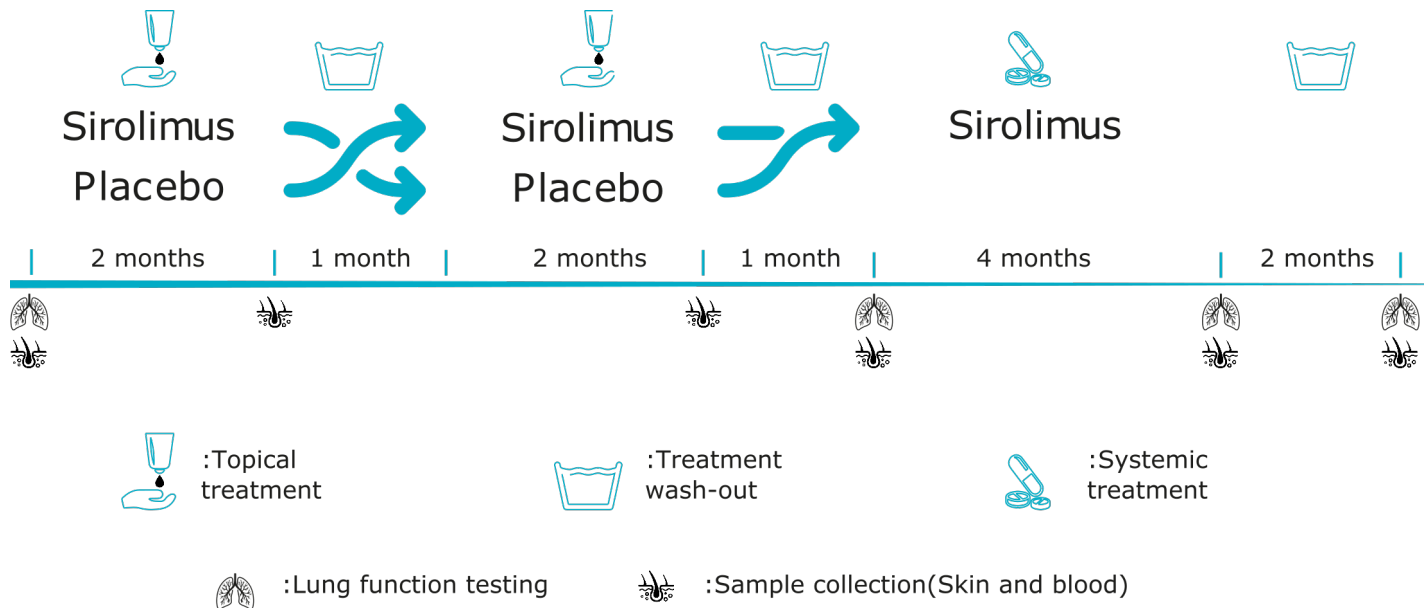 Sirolimus
Placebo
Sirolimus
Placebo
Sirolimus
2 months
1 month
2 months
1 month
4 months
2 months
:Topical
treatment
:Treatment
wash-out
:Systemic
treatment
:Lung function testing
:Sample collection(Skin and blood)